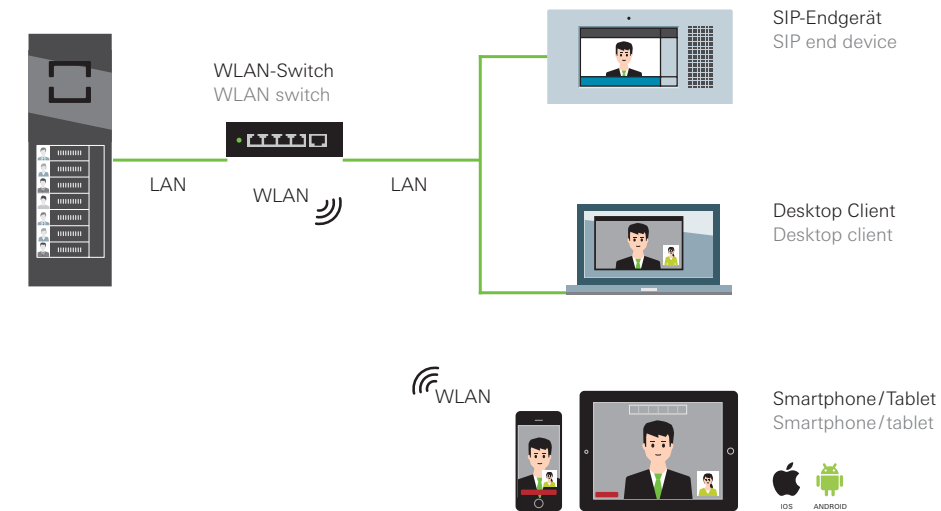 SIP-Endgerät
SIP end device
WLAN-Switch
WLAN switch
LAN
WLAN
LAN
Desktop Client
Desktop client
WLAN
Smartphone/Tablet
Smartphone/tablet
IOS
ANDROID